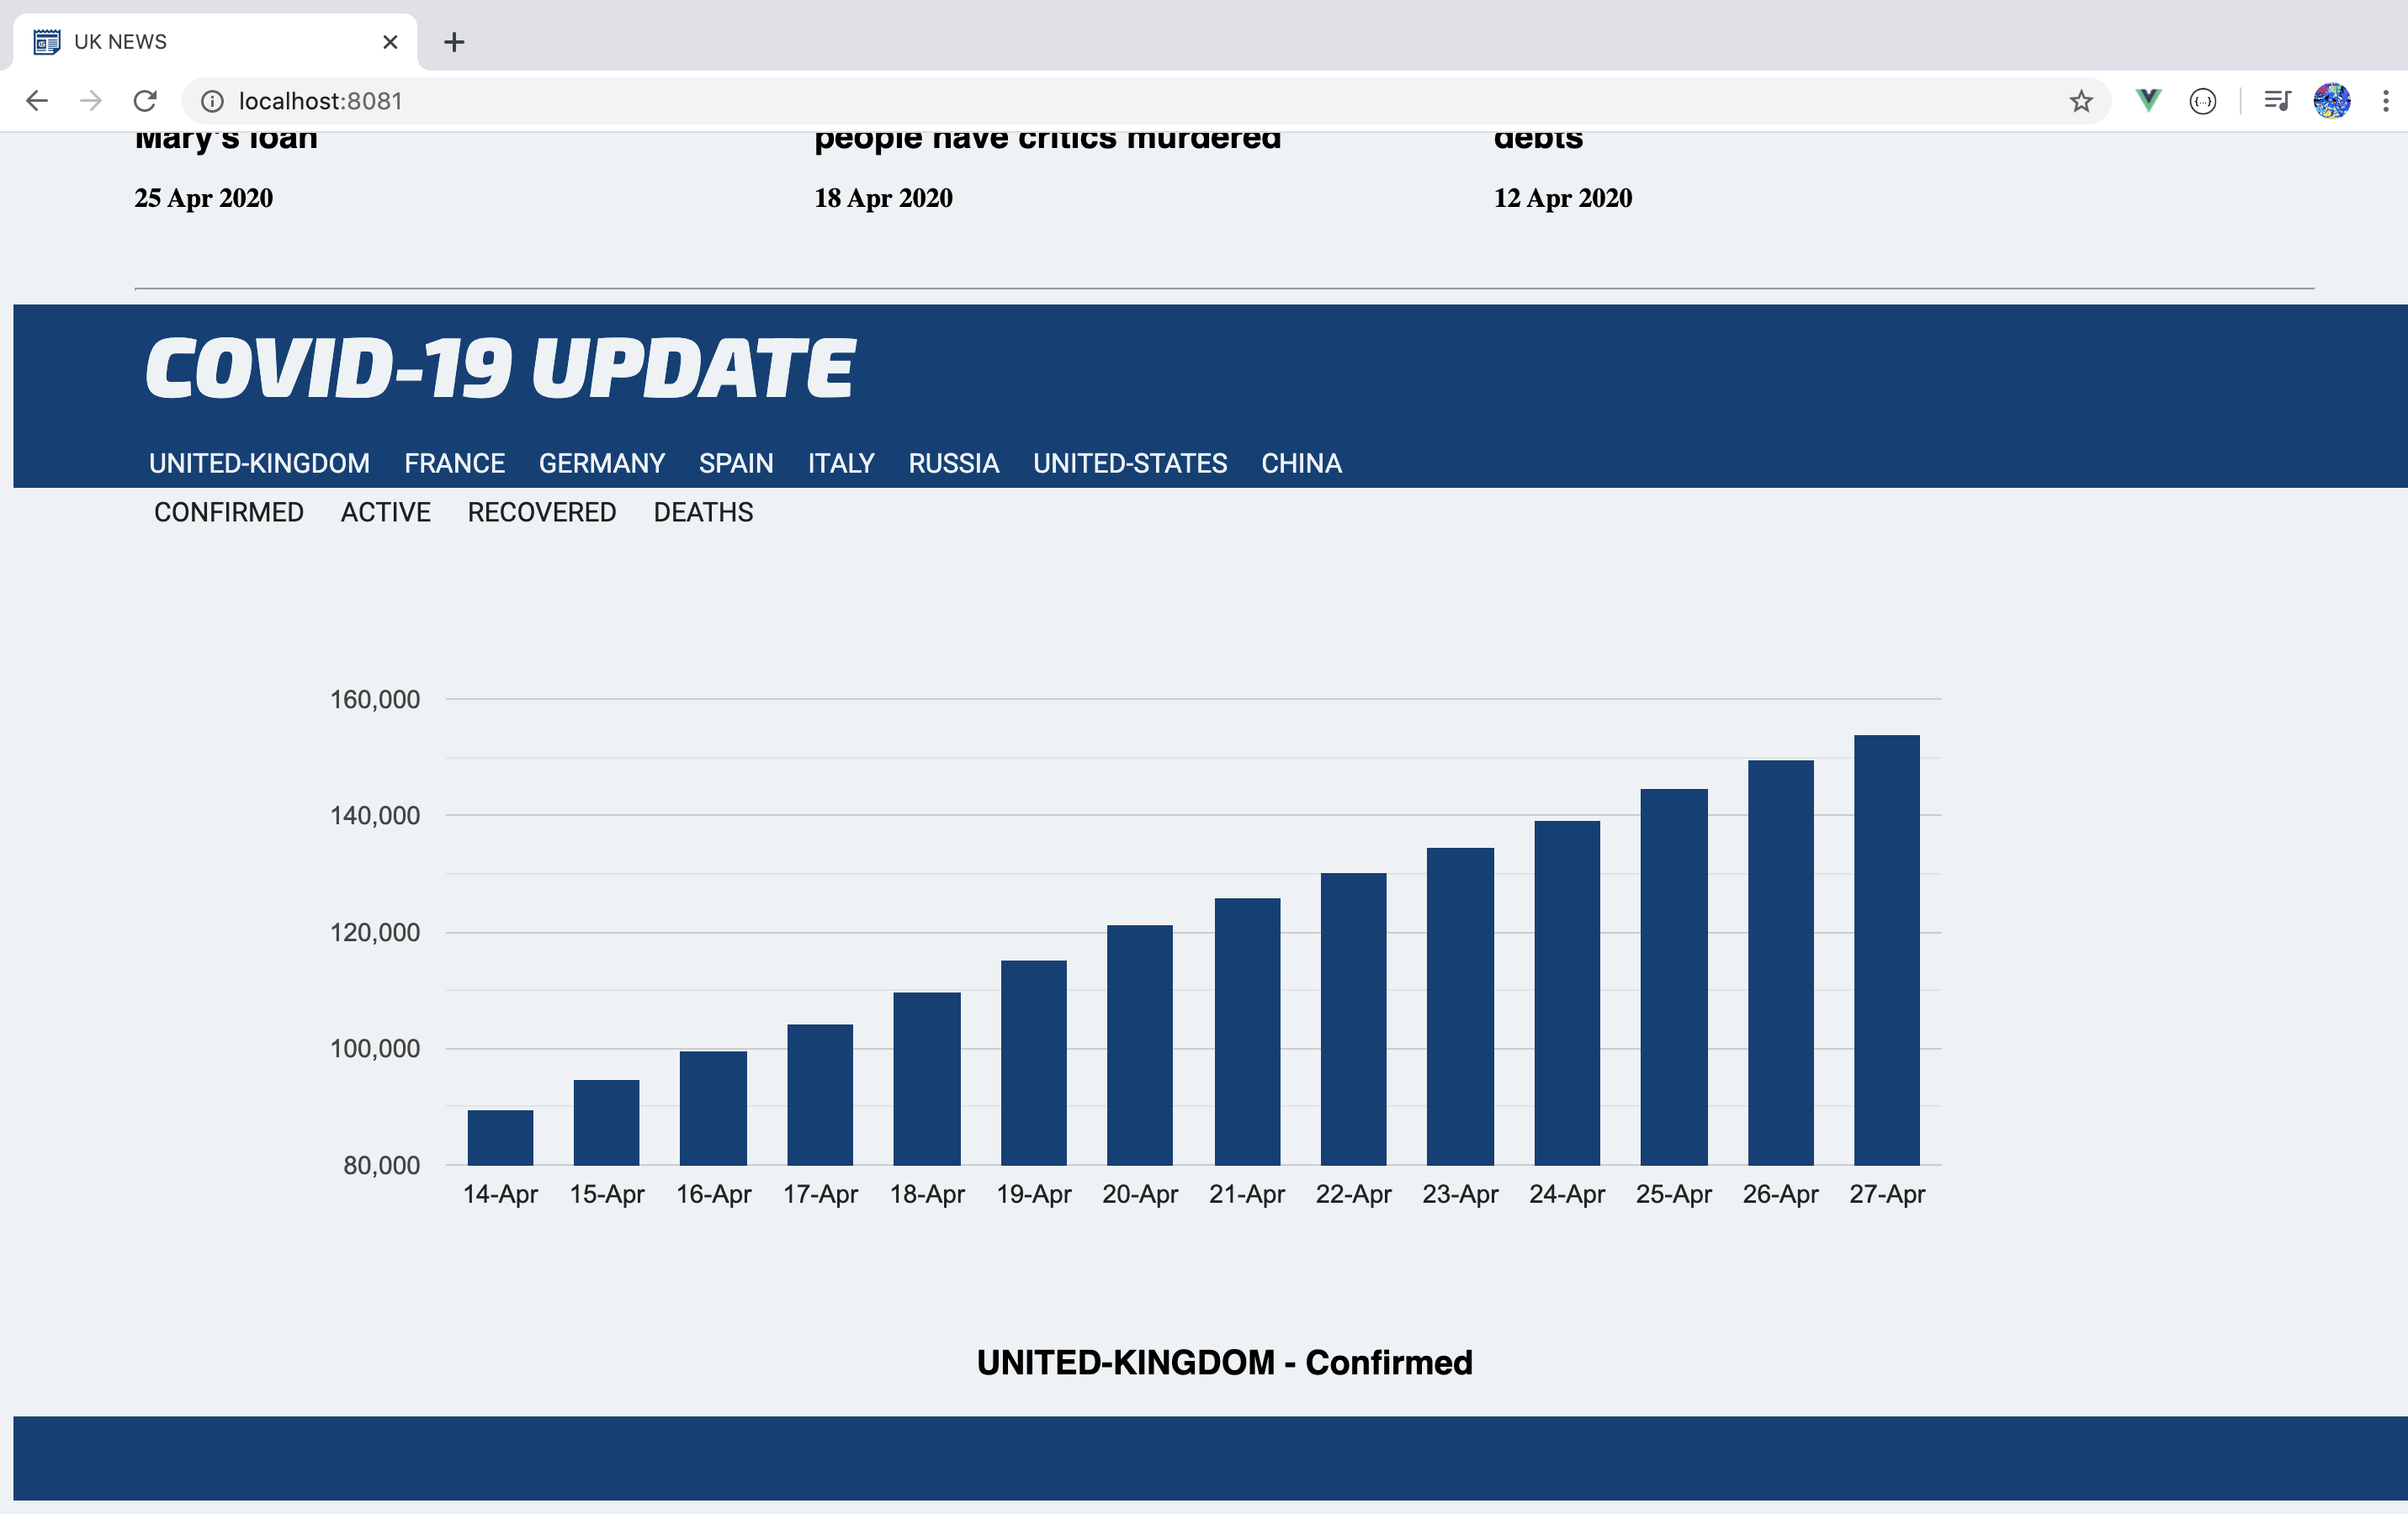 UK NEWS
localhost:8081
Mary's loan
people have critics murdered
debts
25 Apr 2020
18 Apr 2020
12 Apr 2020
COVID-19 UPDATE
UNITED-KINGDOM FRANCE GERMANY SPAIN ITALY RUSSIA UNITED-STATES CHINA
CONFIRMED ACTIVE RECOVERED DEATHS
160,000
140,000
120,000
100,000
80,000
14-Apr 15-Apr 16-Apr 17-Apr 18-Apr 19-Apr 20-Apr 21-Apr 22-Apr 23-Apr 24-Apr 25-Apr 26-Apr 27-Apr
UNITED-KINGDOM - Confirmed